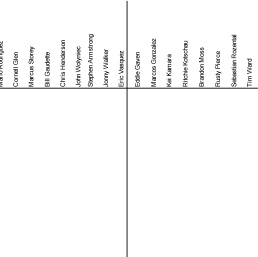 Cornell Glen
Marcus Storey
Bill Gaudette
Chris Henderson
John Wolyniec
Stephen Armstrong
Jonny Walker
Eric Vasquez
Eddie Gaven
Marcos Gonzalez
Kei Kamara
Ritchie Kotschau
Brandon Moss
Rusty Pierce
Sebastian Rozental
Tim Ward